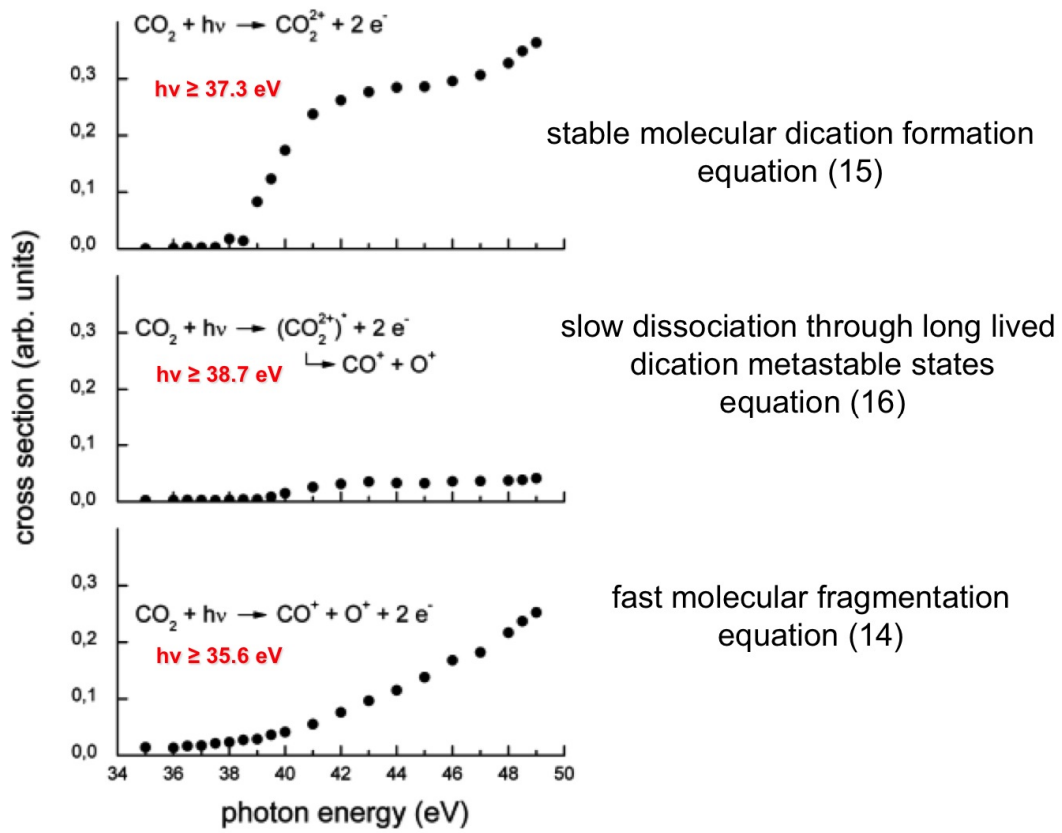 CO₂ + hν → CO₂²⁺ + 2 e⁻
hν ≥ 37.3 eV
0,3
0,2
0,1
0,0
stable molecular dication formation
equation (15)
cross section (arb. units)
CO₂ + hν → (CO₂²⁺)* + 2 e⁻
↳ CO⁺ + O⁺
hν ≥ 38.7 eV
0,3
0,2
0,1
0,0
slow dissociation through long lived
dication metastable states
equation (16)
CO₂ + hν → CO⁺ + O⁺ + 2 e⁻
hν ≥ 35.6 eV
0,3
0,2
0,1
0,0
fast molecular fragmentation
equation (14)
34 36 38 40 42 44 46 48 50
photon energy (eV)